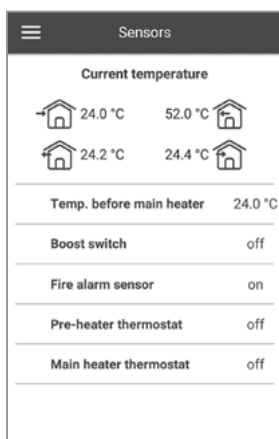 Sensors
Current temperature
24.0 °C 52.0 °C
24.2 °C 24.4 °C
Temp. before main heater 24.0 °C
Boost switch off
Fire alarm sensor on
Pre-heater thermostat off
Main heater thermostat off